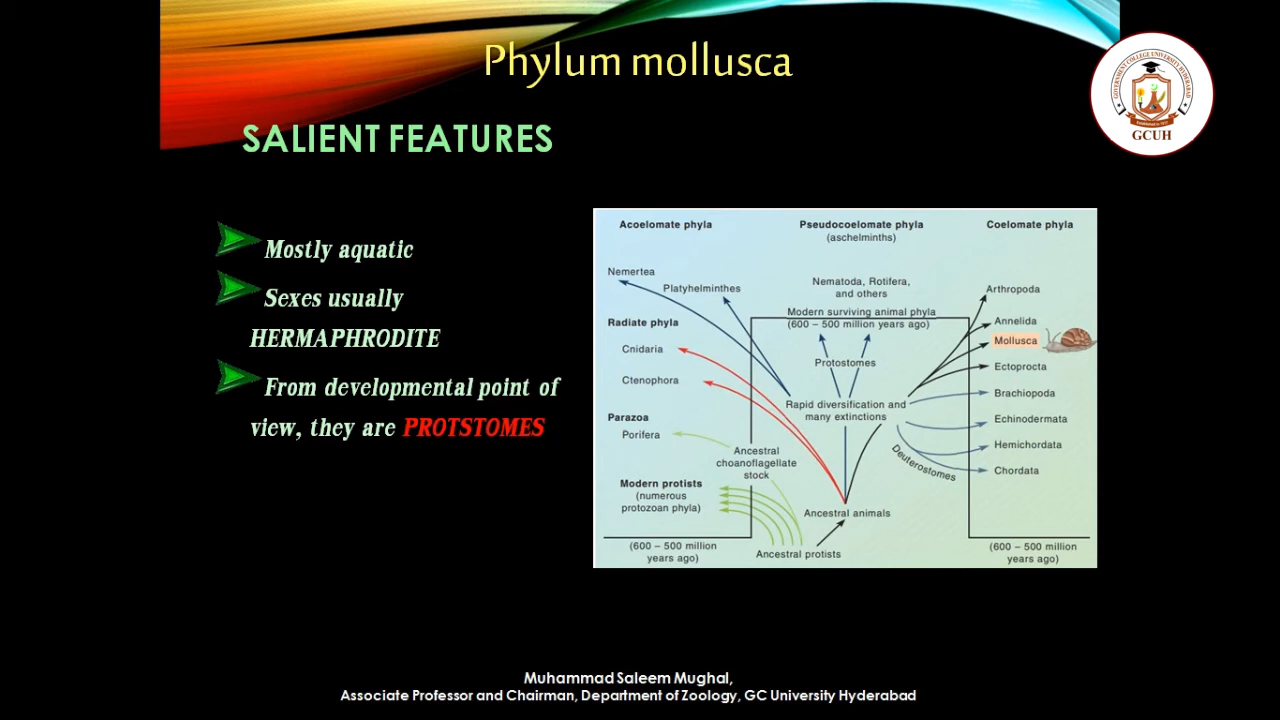 Phylum mollusca
GOVERNMENT COLLEGE UNIVERSITY HYDERABAD
GCUH
SALIENT FEATURES
Mostly aquatic
Sexes usually
HERMAPHRODITE
From developmental point of
view, they are PROTSTOMES
Acoelomate phyla
Pseudocoelomate phyla
(aschelminths)
Coelomate phyla
Nemertea
Platyhelminthes
Nematoda, Rotifera,
and others
Modern surviving animal phyla
(600 – 500 million years ago)
Arthropoda
Annelida
Mollusca
Radiate phyla
Cnidaria
Ctenophora
Protostomes
Ectoprocta
Brachiopoda
Echinodermata
Hemichordata
Chordata
Rapid diversification and
many extinctions
Deuterostomes
Parazoa
Porifera
Ancestral
choanoflagellate
stock
Modern protists
(numerous
protozoan phyla)
Ancestral animals
Ancestral protists
(600 – 500 million
years ago)
(600 – 500 million
years ago)
Muhammad Saleem Mughal,
Associate Professor and Chairman, Department of Zoology, GC University Hyderabad